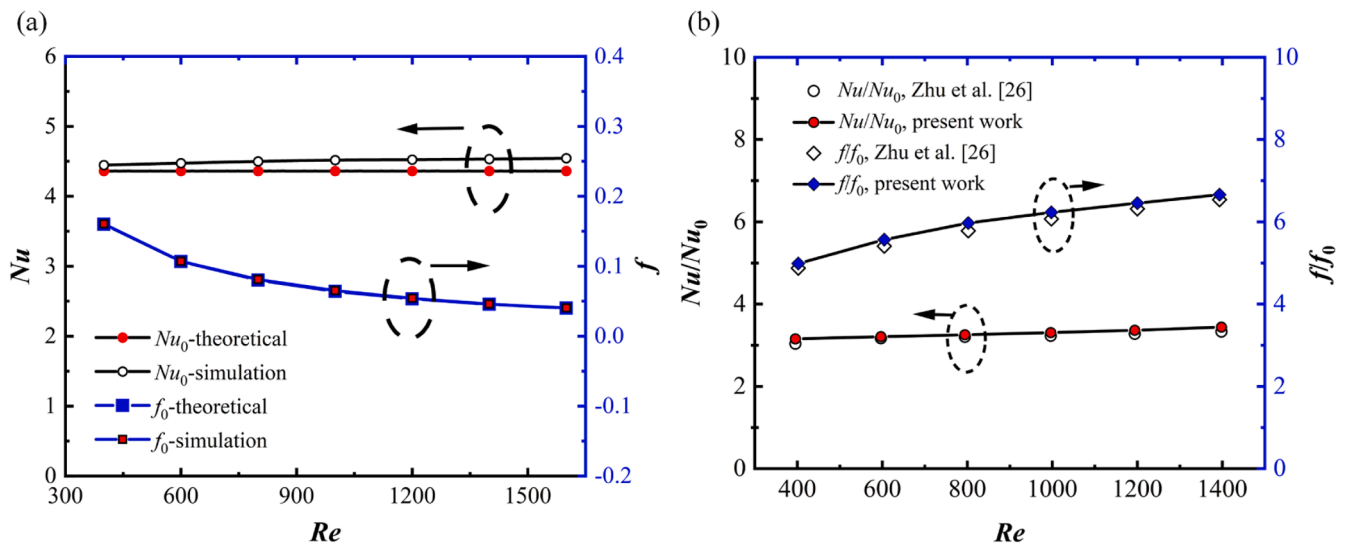 (a)
6
5
4
3
2
1
0
Nu
0.4
0.3
0.2
0.1
0.0
-0.1
-0.2
f
Nu₀-theoretical
Nu₀-simulation
f₀-theoretical
f₀-simulation
300 600 900 1200 1500
Re
(b)
10
8
6
4
2
0
Nu/Nu₀
10
8
6
4
2
0
f/f₀
Nu/Nu₀, Zhu et al. [26]
Nu/Nu₀, present work
f/f₀, Zhu et al. [26]
f/f₀, present work
400 600 800 1000 1200 1400
Re